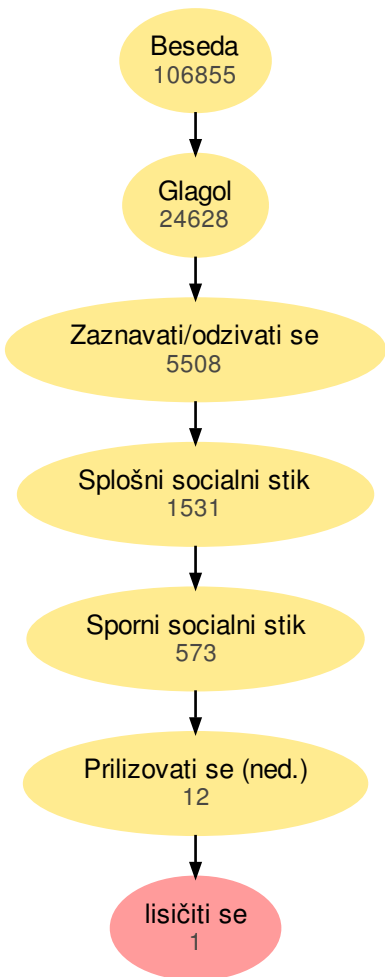 Beseda
106855
Glagol
24628
Zaznavati/odzivati se
5508
Splošni socialni stik
1531
Sporni socialni stik
573
Prilizovati se (ned.)
12
lisičiti se
1